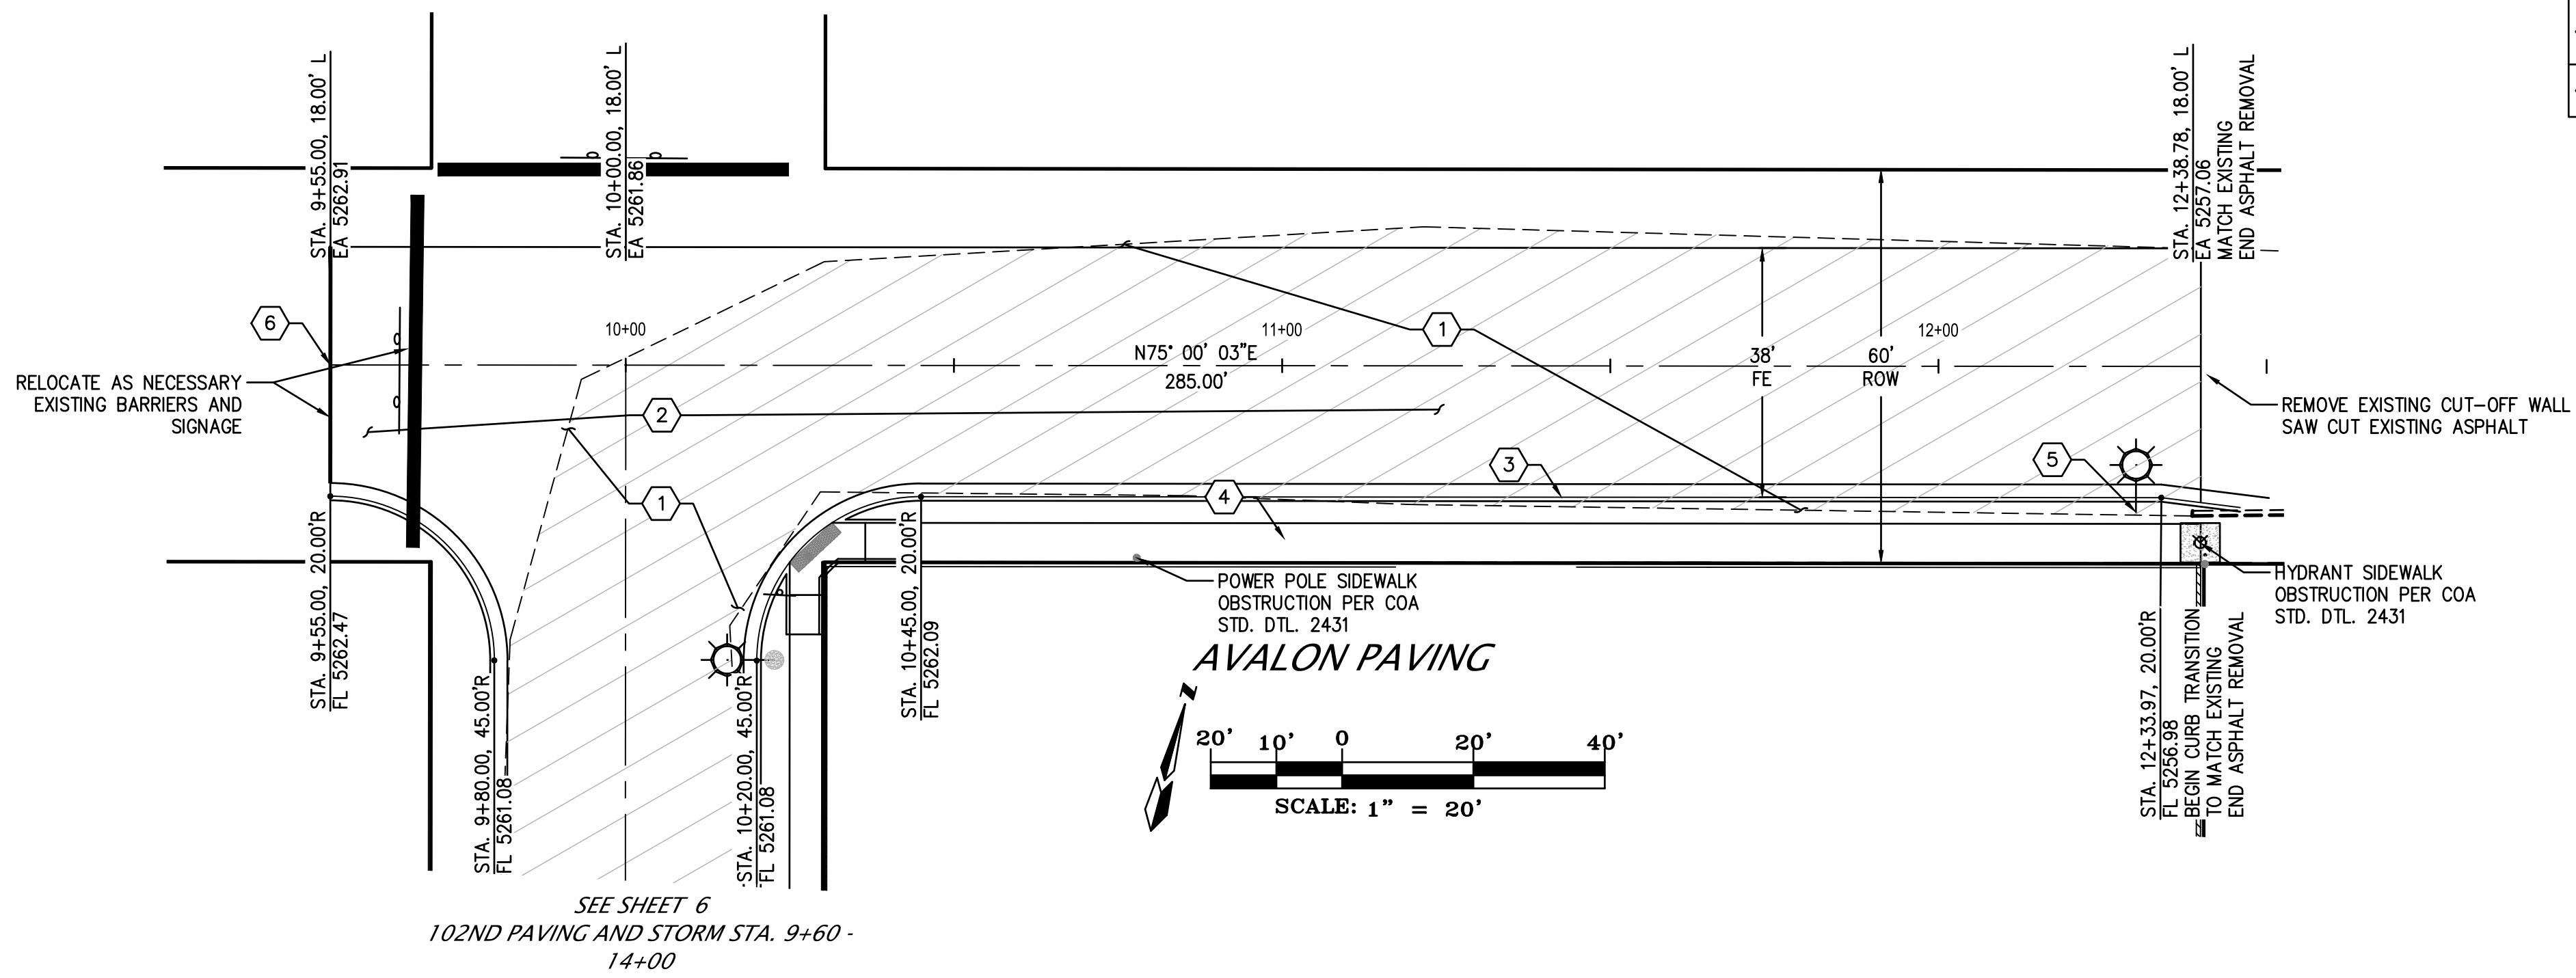 STA. 9+55.00, 18.00' L
EA 5262.91
STA. 10+00.00, 18.00' L
EA 5261.86
STA. 12+38.78, 18.00' L
EA 5257.06
MATCH EXISTING
END ASPHALT REMOVAL
6
10+00
11+00
1
12+00
N75° 00' 03"E
285.00'
38'
FE
60'
ROW
RELOCATE AS NECESSARY
EXISTING BARRIERS AND
SIGNAGE
2
REMOVE EXISTING CUT-OFF WALL
SAW CUT EXISTING ASPHALT
3
5
4
1
STA. 9+55.00, 20.00'R
FL 5262.47
STA. 10+45.00, 20.00'R
FL 5262.09
POWER POLE SIDEWALK
OBSTRUCTION PER COA
STD. DTL. 2431
HYDRANT SIDEWALK
OBSTRUCTION PER COA
STD. DTL. 2431
STA. 9+80.00, 45.00'R
FL 5261.08
STA. 10+20.00, 45.00'R
FL 5261.08
STA. 12+33.97, 20.00'R
FL 5256.98
BEGIN CURB TRANSITION
TO MATCH EXISTING
END ASPHALT REMOVAL
AVALON PAVING
N
20' 10' 0 20' 40'
SCALE: 1" = 20'
SEE SHEET 6
102ND PAVING AND STORM STA. 9+60 -
14+00